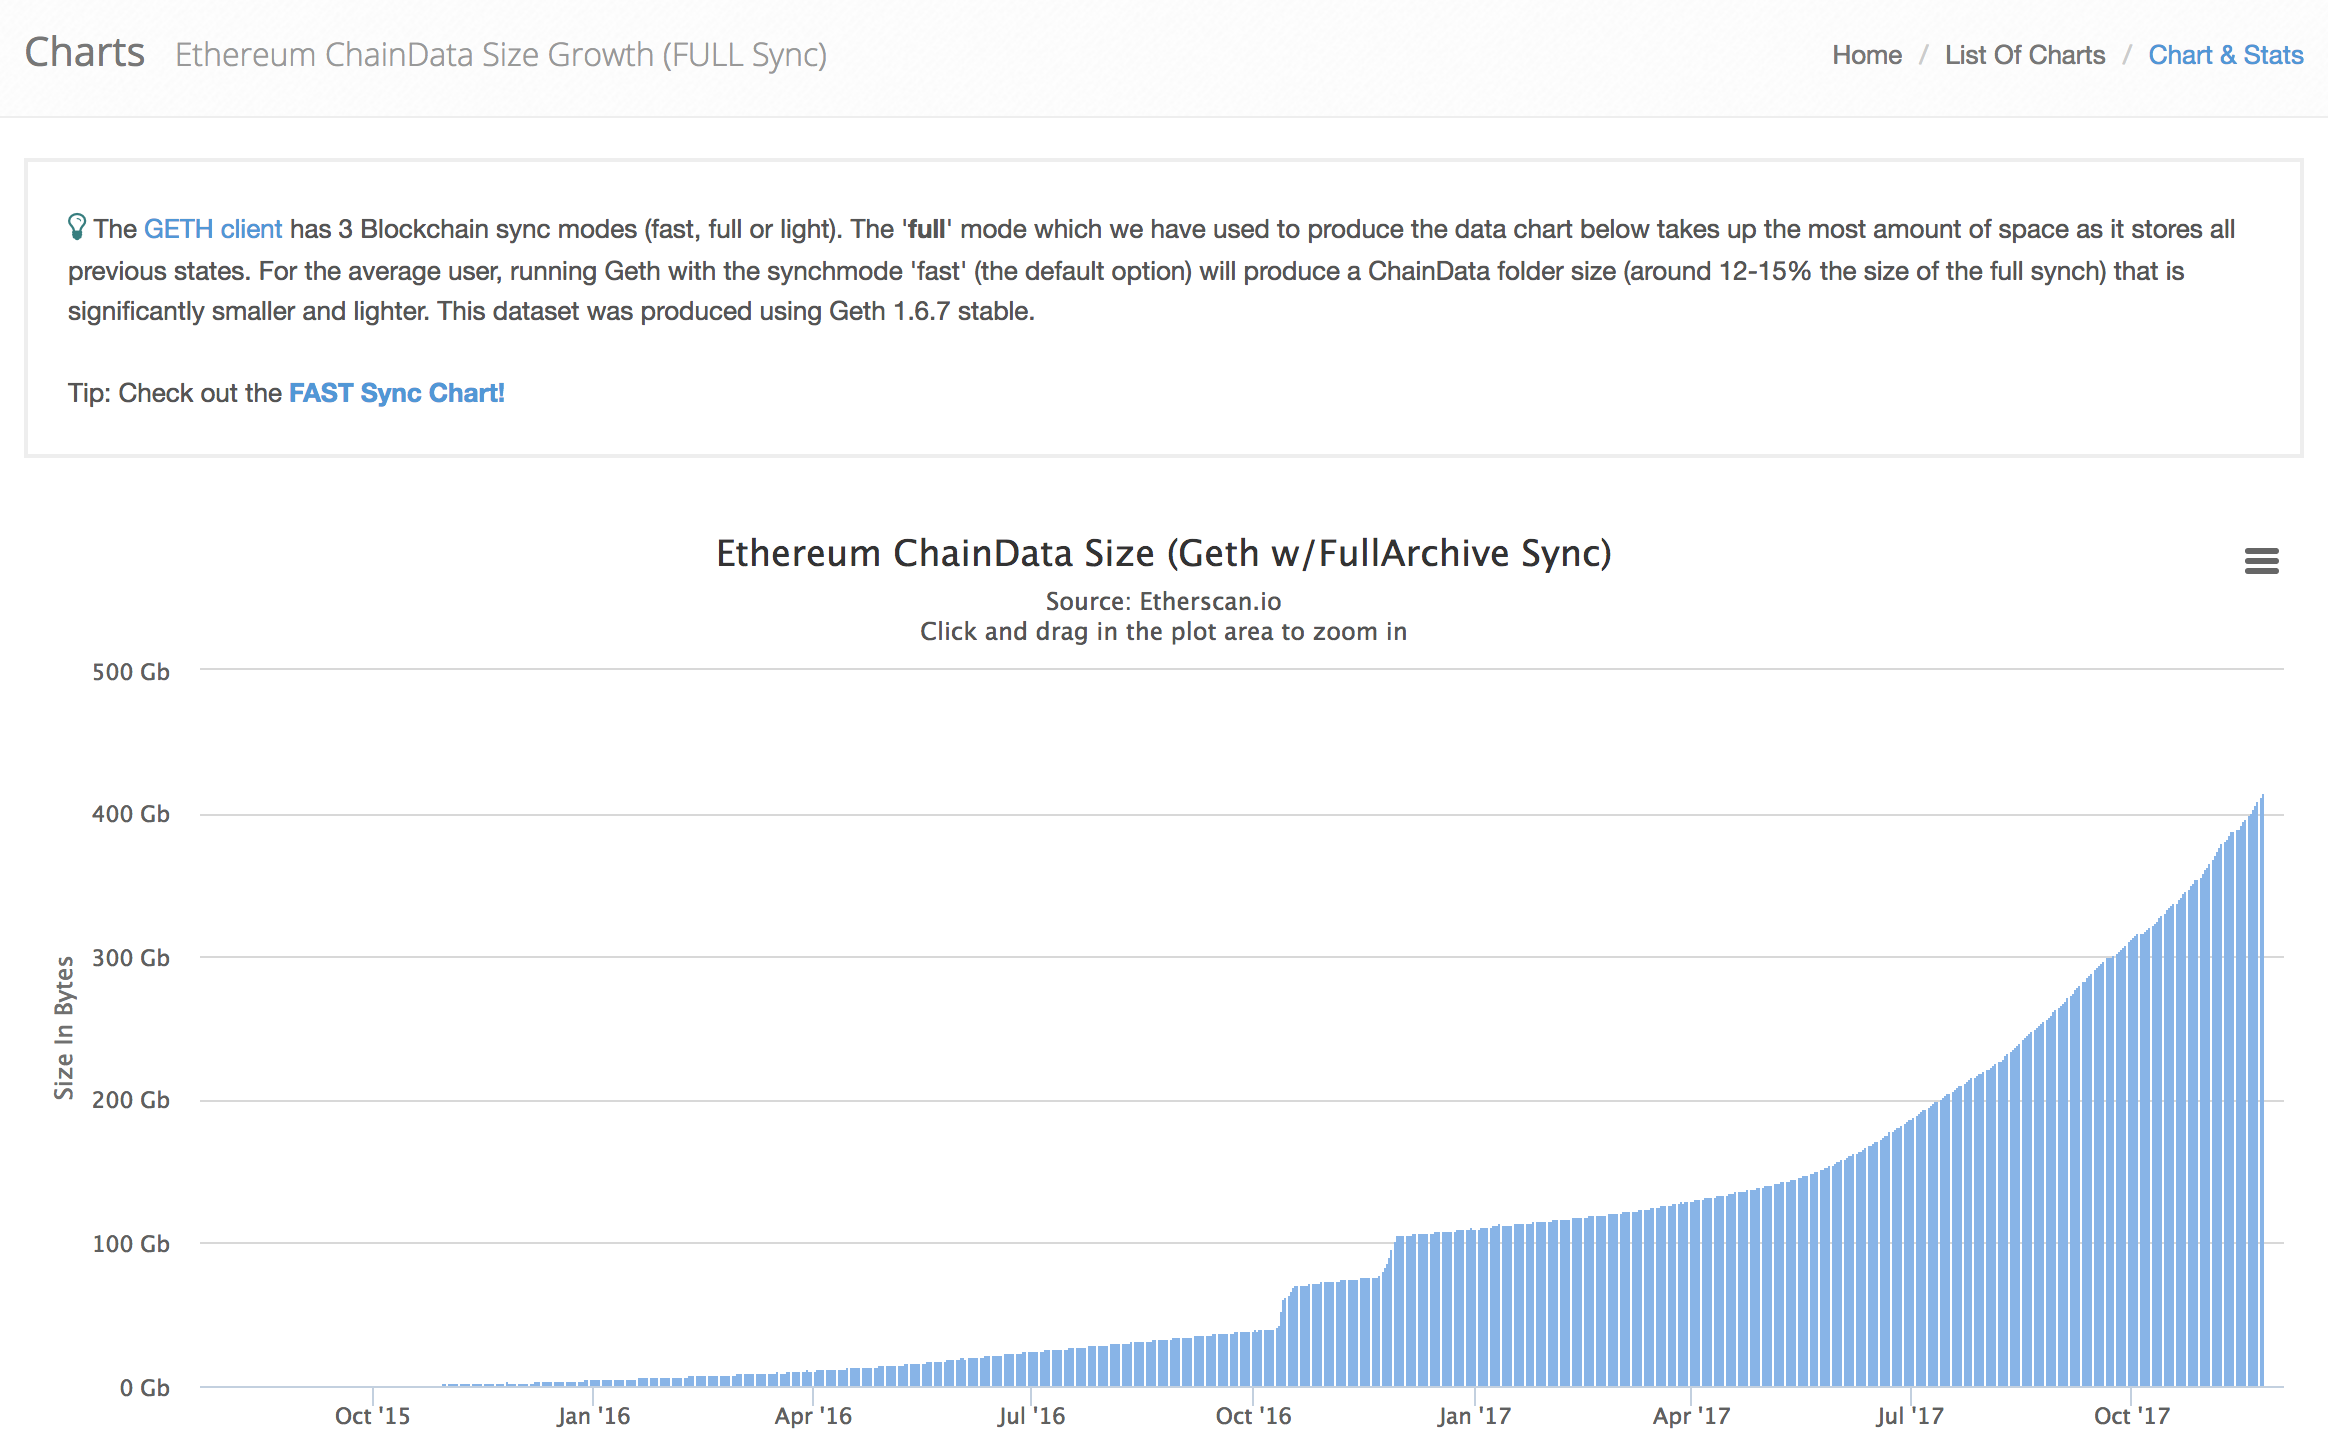 Charts Ethereum ChainData Size Growth (FULL Sync)
Home / List Of Charts / Chart & Stats
The GETH client has 3 Blockchain sync modes (fast, full or light). The 'full' mode which we have used to produce the data chart below takes up the most amount of space as it stores all
previous states. For the average user, running Geth with the synchmode 'fast' (the default option) will produce a ChainData folder size (around 12-15% the size of the full synch) that is
significantly smaller and lighter. This dataset was produced using Geth 1.6.7 stable.
Tip: Check out the FAST Sync Chart!
Ethereum ChainData Size (Geth w/FullArchive Sync)
Source: Etherscan.io
Click and drag in the plot area to zoom in
Size In Bytes
500 Gb
400 Gb
300 Gb
200 Gb
100 Gb
0 Gb
Oct '15
Jan '16
Apr '16
Jul '16
Oct '16
Jan '17
Apr '17
Jul '17
Oct '17